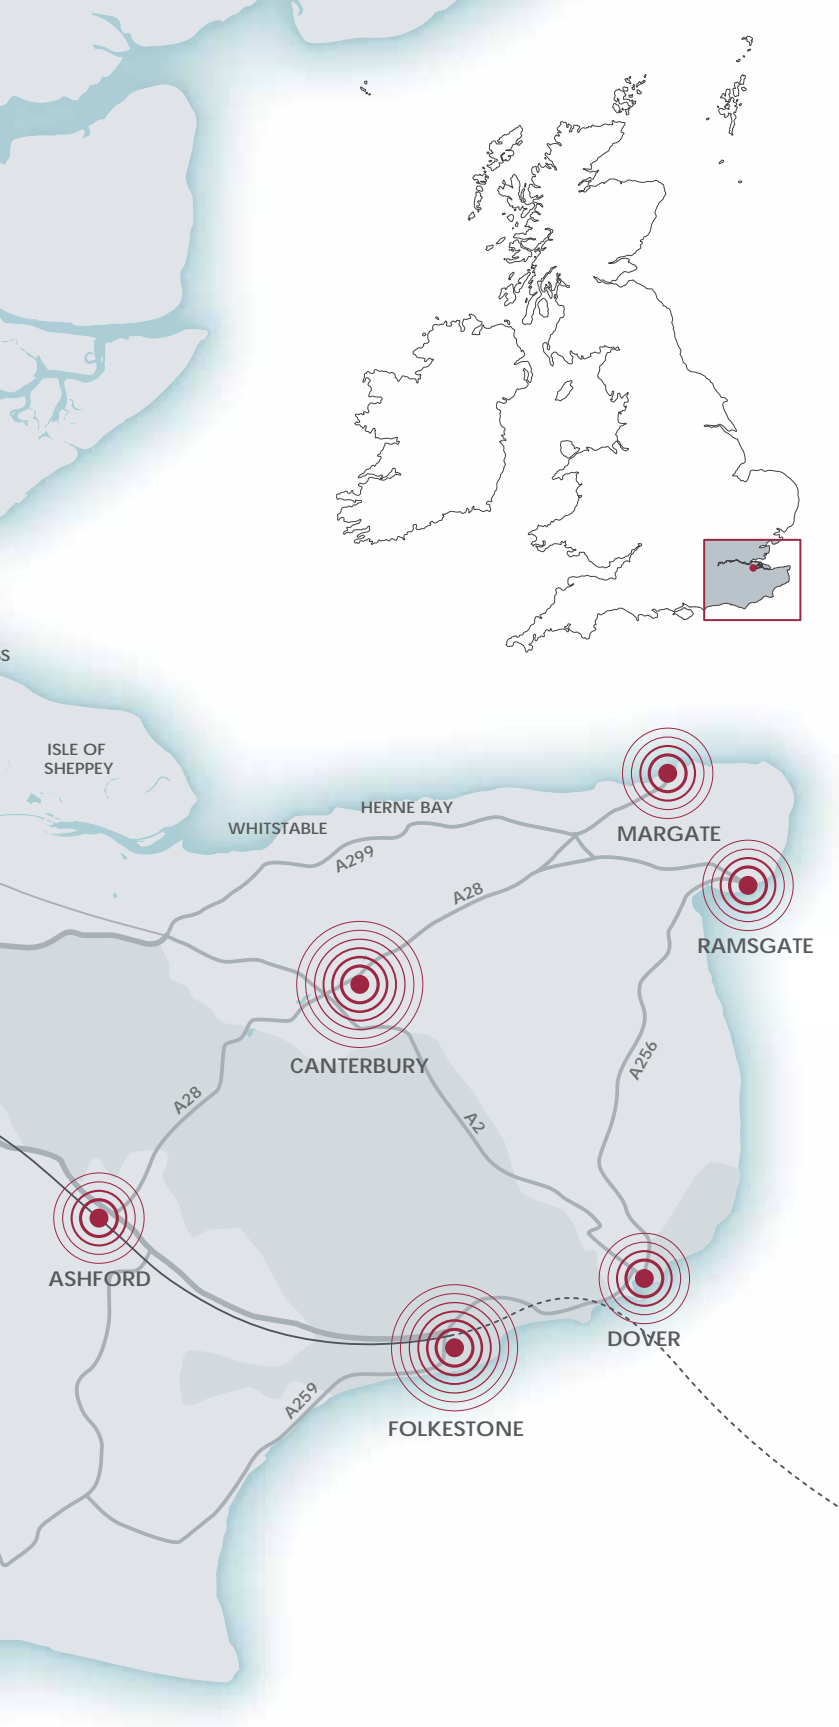 S
ISLE OF
SHEPPEY
HERNE BAY
WHITSTABLE
MARGATE
A299
A28
RAMSGATE
CANTERBURY
A256
A28
A2
ASHFORD
DOVER
A259
FOLKESTONE